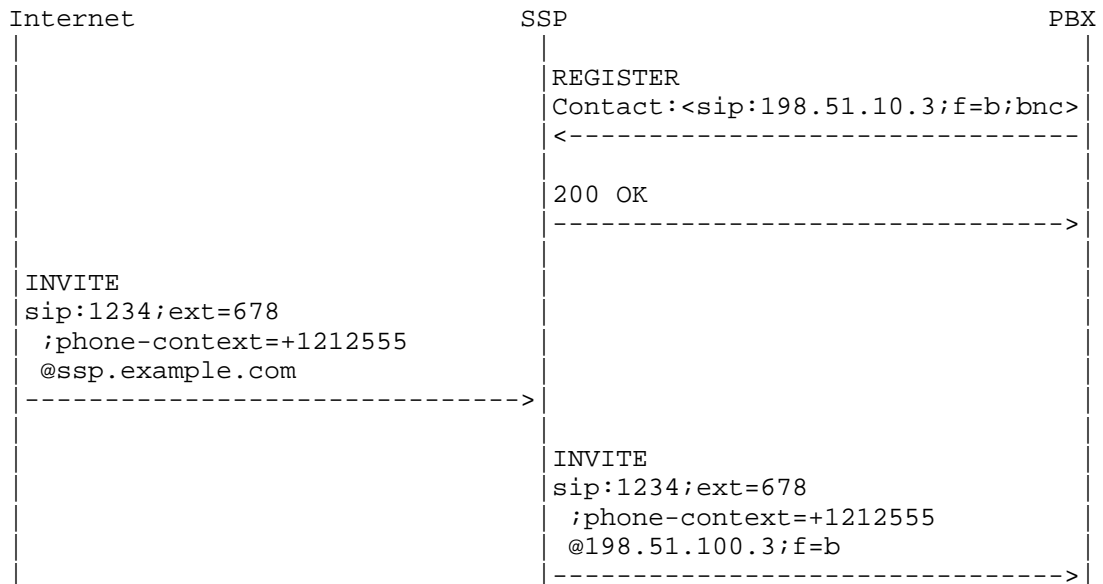 Internet SSP PBX
REGISTER
Contact:<sip:198.51.10.3;f=b;bnc>
200 OK
INVITE
sip:1234;ext=678
;phone-context=+1212555
@ssp.example.com
INVITE
sip:1234;ext=678
;phone-context=+1212555
@198.51.100.3;f=b